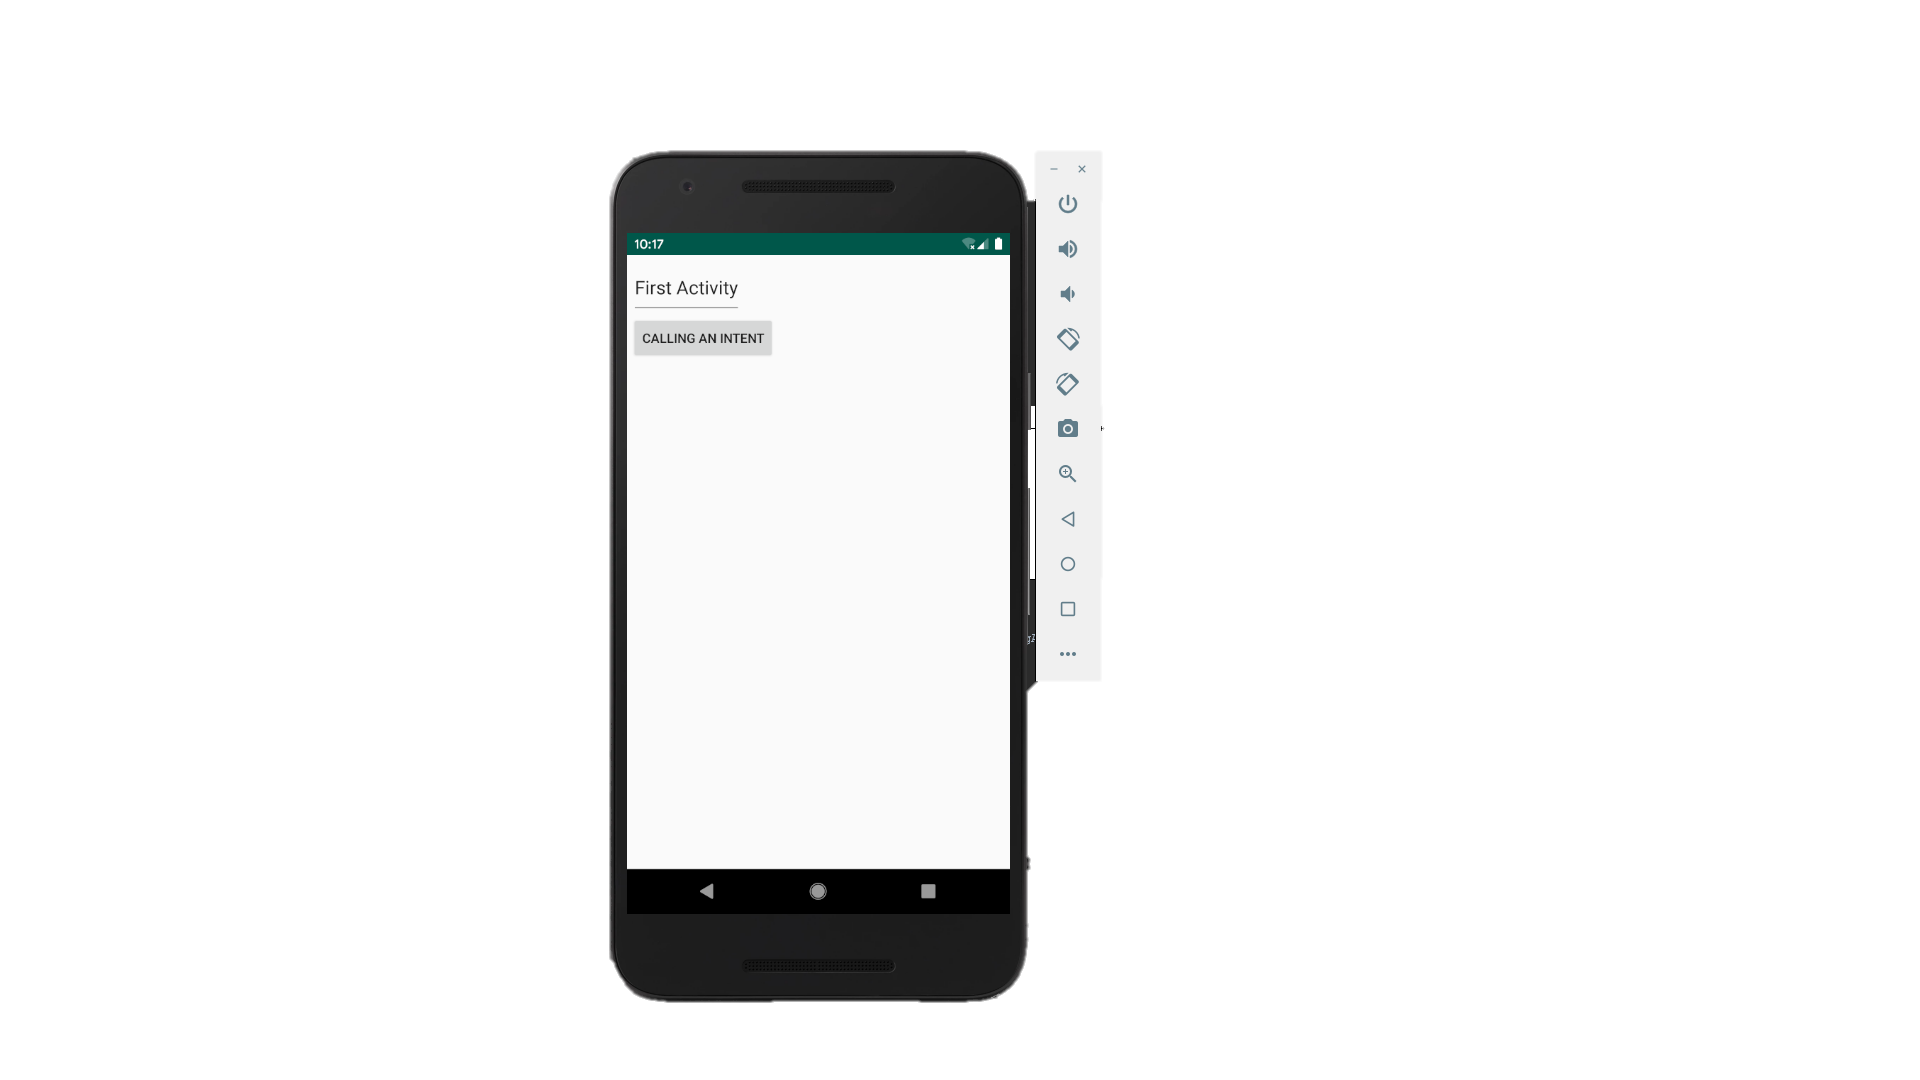 10:17
First Activity
CALLING AN INTENT